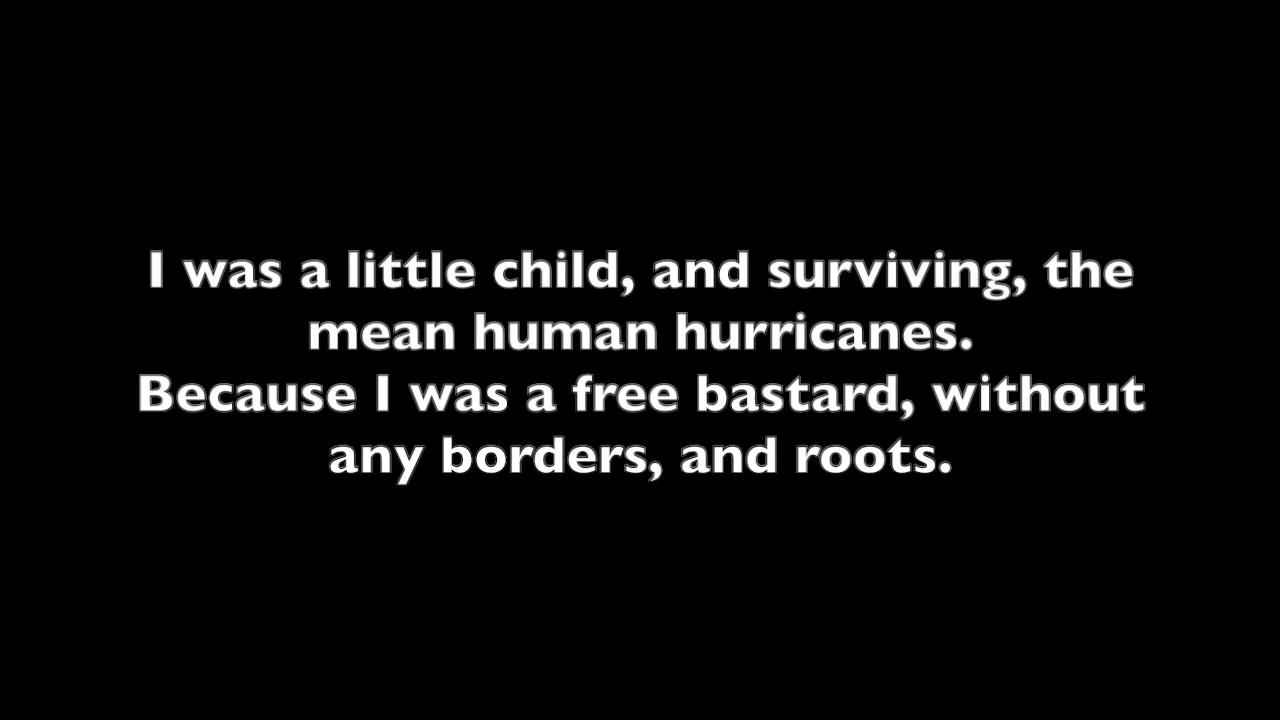 I was a little child, and surviving, the
mean human hurricanes.
Because I was a free bastard, without
any borders, and roots.